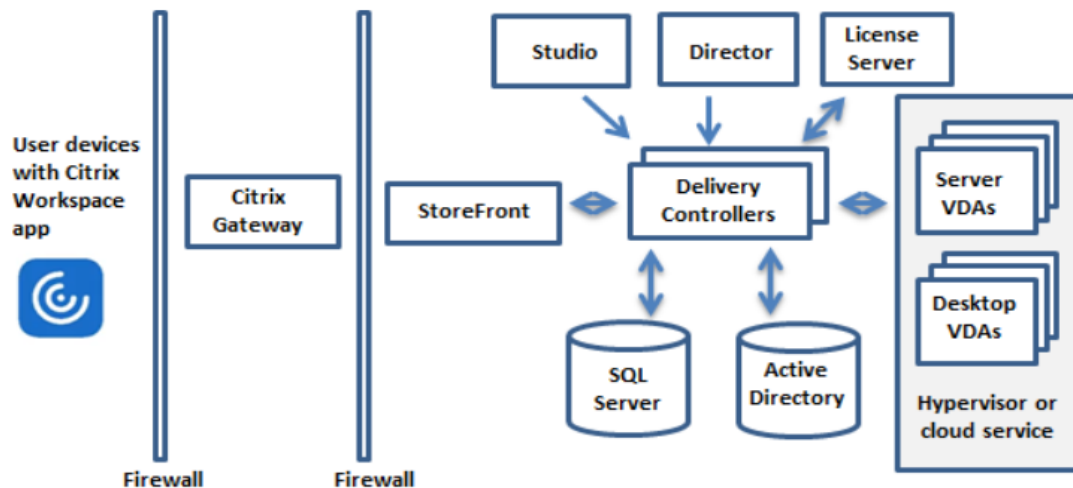 Studio
Director
License
Server
User devices
with Citrix
Workspace
app
Citrix
Gateway
StoreFront
Delivery
Controllers
Server
VDAs
Desktop
VDAs
SQL
Server
Active
Directory
Hypervisor or
cloud service
Firewall
Firewall